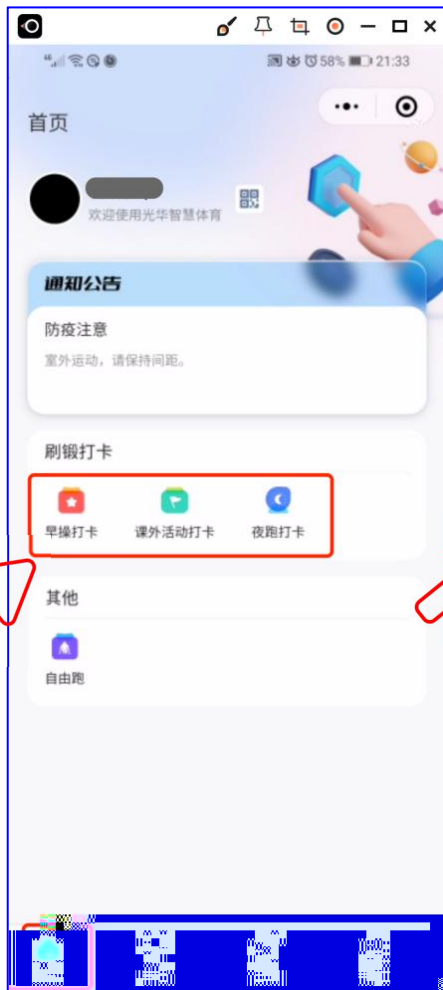 58% 21:33
首页
欢迎使用光华智慧体育
通知公告
防疫注意
室外运动，请保持间距。
刷锻打卡
早操打卡 课外活动打卡 夜跑打卡
其他
自由跑